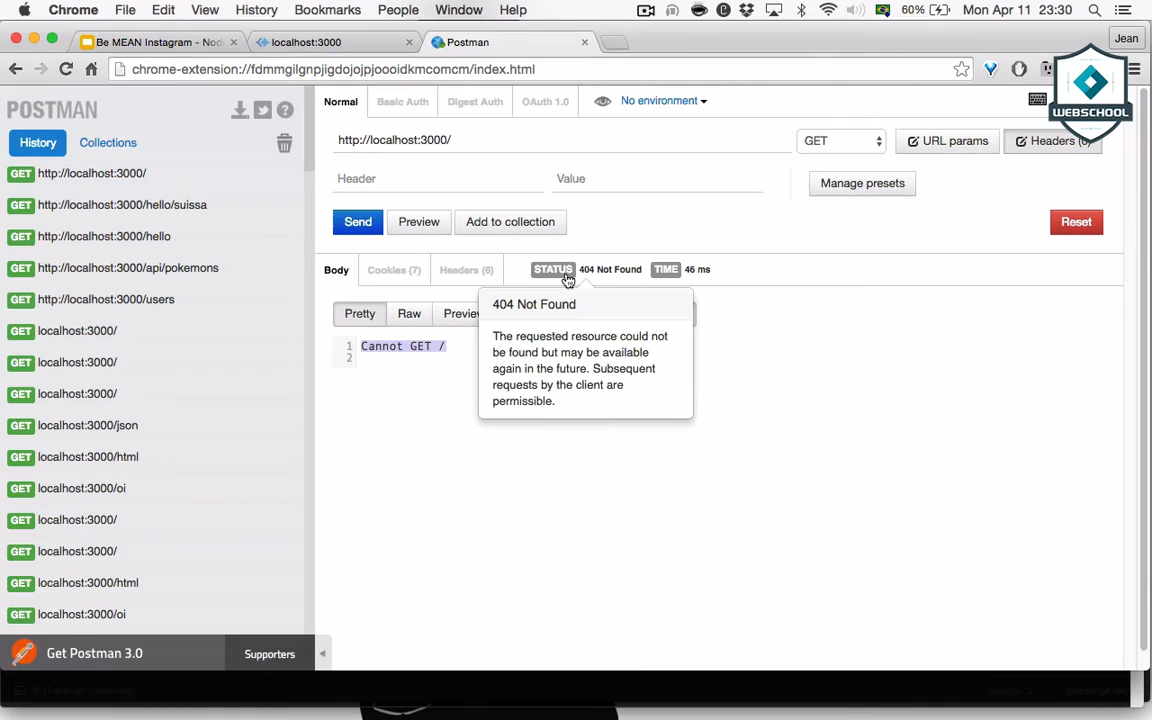 Chrome File Edit View History Bookmarks People Window Help
60% Mon Apr 11 23:30
Be MEAN Instagram - Nod
localhost:3000
Postman
Jean
chrome-extension://fdmmgilgnpjigdojojpjoooidkmcomcm/index.html
WEBSCHOOL
POSTMAN
History
Collections
GET http://localhost:3000/
GET http://localhost:3000/hello/suissa
GET http://localhost:3000/hello
GET http://localhost:3000/api/pokemons
GET http://localhost:3000/users
GET localhost:3000/
GET localhost:3000/
GET localhost:3000/
GET localhost:3000/json
GET localhost:3000/html
GET localhost:3000/oi
GET localhost:3000/
GET localhost:3000/
GET localhost:3000/html
GET localhost:3000/oi
Get Postman 3.0
Supporters
Normal Basic Auth Digest Auth OAuth 1.0 No environment
http://localhost:3000/ GET URL params Headers (0)
Header Value Manage presets
Send Preview Add to collection Reset
Body Cookies (7) Headers (6) STATUS 404 Not Found TIME 46 ms
Pretty Raw Preview
1 Cannot GET /
2
404 Not Found
The requested resource could not
be found but may be available
again in the future. Subsequent
requests by the client are
permissible.